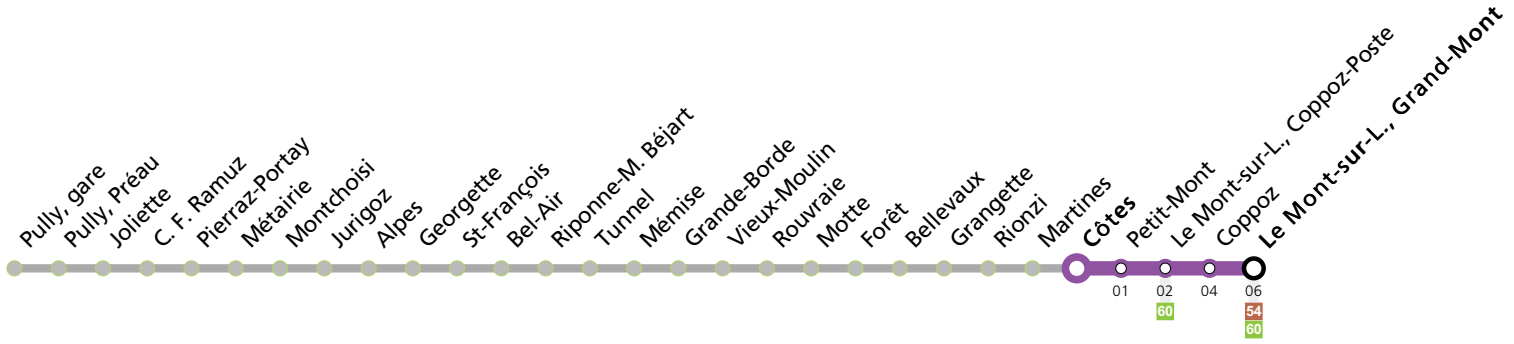 Pully, gare
Pully, Préau
Joliette
C. F. Ramuz
Pierraz-Portay
Métairie
Montchoisi
Jurigoz
Alpes
Georgette
St-François
Bel-Air
Riponne-M. Béjart
Tunnel
Mémise
Grande-Borde
Vieux-Moulin
Rouvraie
Motte
Forêt
Bellevaux
Grangette
Rionzi
Martines
Côtes
Petit-Mont
Le Mont-sur-L., Coppoz-Poste
Coppoz
Le Mont-sur-L., Grand-Mont
01 02 04 06
60 54
60